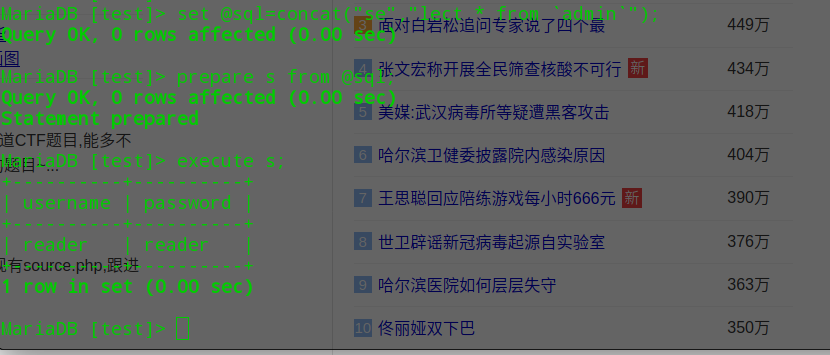 MariaDB [test]> set @sql=concat("se","lect * from `admin`");
Query OK, 0 rows affected (0.00 sec)
画图
MariaDB [test]> prepare s from @sql;
Query OK, 0 rows affected (0.00 sec)
Statement prepared
道CTF题目,能多不
MariaDB [test]> execute s;
题目~...
+----------+----------+
| username | password |
+----------+----------+
| reader | reader |
+----------+----------+
现有source.php,跟进
1 row in set (0.00 sec)
MariaDB [test]>
3 面对白岩松追问专家说了四个最 449万
4 张文宏称开展全民筛查核酸不可行 新 434万
5 美媒:武汉病毒所等疑遭黑客攻击 418万
6 哈尔滨卫健委披露院内感染原因 404万
7 王思聪回应陪练游戏每小时666元 新 390万
8 世卫辟谣新冠病毒起源自实验室 376万
9 哈尔滨医院如何层层失守 363万
10 佟丽娅双下巴 350万